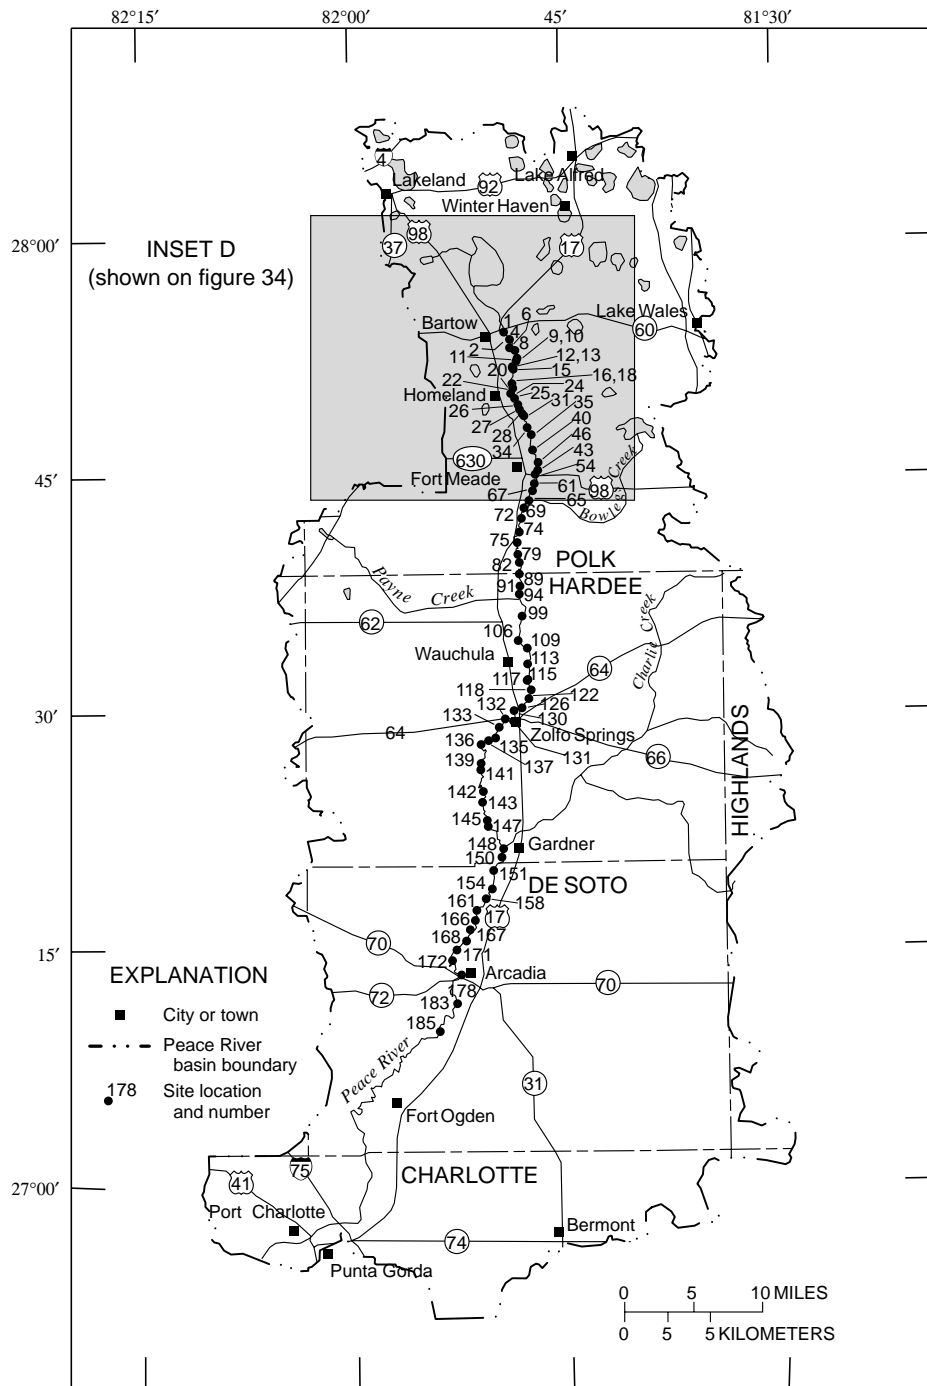 82°15′ 82°00′ 45′ 81°30′
4
Lakeland
92
Lake Alfred
Winter Haven
98
37
17
28°00′
INSET D
(shown on figure 34)
Lake Wales
60
1 6
Bartow
4
2 8
9,10
11
12,13
20 15
16,18
22 24
Homeland 25
31 35
26
27 40
28 46
34 43
630 54
Fort Meade
45′
61
67 98
65
Bowlegs Creek
72 69
74
75
79
82
POLK
HARDEE
Payne Creek
89
91
94
99
62
106
109
Wauchula
113
64
Charlie Creek
117 115
118
122
132 126
30′
133 130
64
Zolfo Springs
136 135
131
137
66
139
141
142
143
145
147
148
Gardner
150
HIGHLANDS
151
154
DE SOTO
158
161
17
166
167
168
70
171
15′
172
Arcadia
EXPLANATION
70
72
178
183
City or town
185
Peace River
basin boundary
Peace River
178 Site location
and number
31
Fort Ogden
75
CHARLOTTE
41
27°00′
Port Charlotte
Bermont
74
Punta Gorda
0 5 10 MILES
0 5 5 KILOMETERS